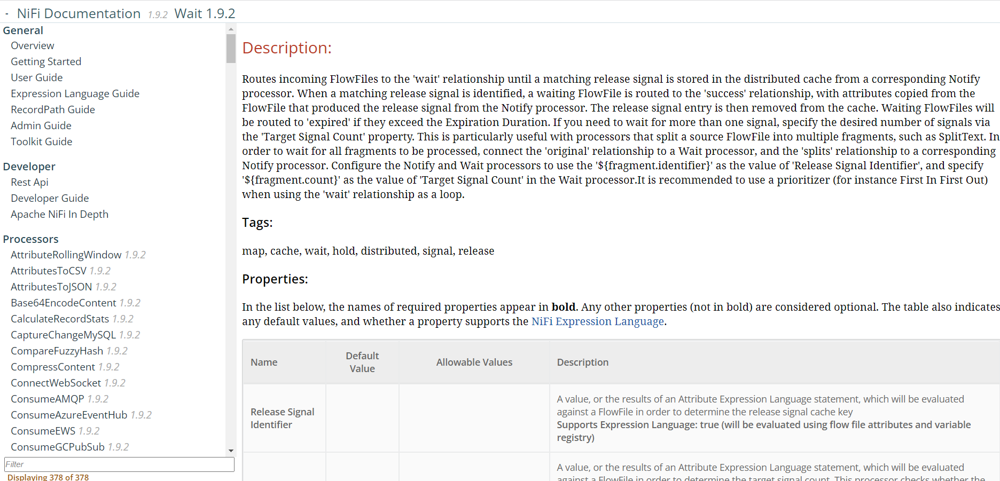 - NiFi Documentation 1.9.2 Wait 1.9.2
General
Overview
Getting Started
User Guide
Expression Language Guide
RecordPath Guide
Admin Guide
Toolkit Guide
Developer
Rest Api
Developer Guide
Apache NiFi In Depth
Processors
AttributeRollingWindow 1.9.2
AttributesToCSV 1.9.2
AttributesToJSON 1.9.2
Base64EncodeContent 1.9.2
CalculateRecordStats 1.9.2
CaptureChangeMySQL 1.9.2
CompareFuzzyHash 1.9.2
CompressContent 1.9.2
ConnectWebSocket 1.9.2
ConsumeAMQP 1.9.2
ConsumeAzureEventHub 1.9.2
ConsumeEWS 1.9.2
ConsumeGCPubSub 1.9.2
Filter
Displaying 378 of 378
Description:
Routes incoming FlowFiles to the 'wait' relationship until a matching release signal is stored in the distributed cache from a corresponding Notify
processor. When a matching release signal is identified, a waiting FlowFile is routed to the 'success' relationship, with attributes copied from the
FlowFile that produced the release signal from the Notify processor. The release signal entry is then removed from the cache. Waiting FlowFiles will
be routed to 'expired' if they exceed the Expiration Duration. If you need to wait for more than one signal, specify the desired number of signals via
the 'Target Signal Count' property. This is particularly useful with processors that split a source FlowFile into multiple fragments, such as SplitText. In
order to wait for all fragments to be processed, connect the 'original' relationship to a Wait processor, and the 'splits' relationship to a corresponding
Notify processor. Configure the Notify and Wait processors to use the '${fragment.identifier}' as the value of 'Release Signal Identifier', and specify
'${fragment.count}' as the value of 'Target Signal Count' in the Wait processor.It is recommended to use a prioritizer (for instance First In First Out)
when using the 'wait' relationship as a loop.
Tags:
map, cache, wait, hold, distributed, signal, release
Properties:
In the list below, the names of required properties appear in bold. Any other properties (not in bold) are considered optional. The table also indicates
any default values, and whether a property supports the NiFi Expression Language.
Name
Default
Value
Allowable Values
Description
Release Signal
Identifier
A value, or the results of an Attribute Expression Language statement, which will be evaluated
against a FlowFile in order to determine the release signal cache key
Supports Expression Language: true (will be evaluated using flow file attributes and variable
registry)
A value, or the results of an Attribute Expression Language statement, which will be evaluated
against a FlowFile in order to determine the target signal count. This processor checks whether the